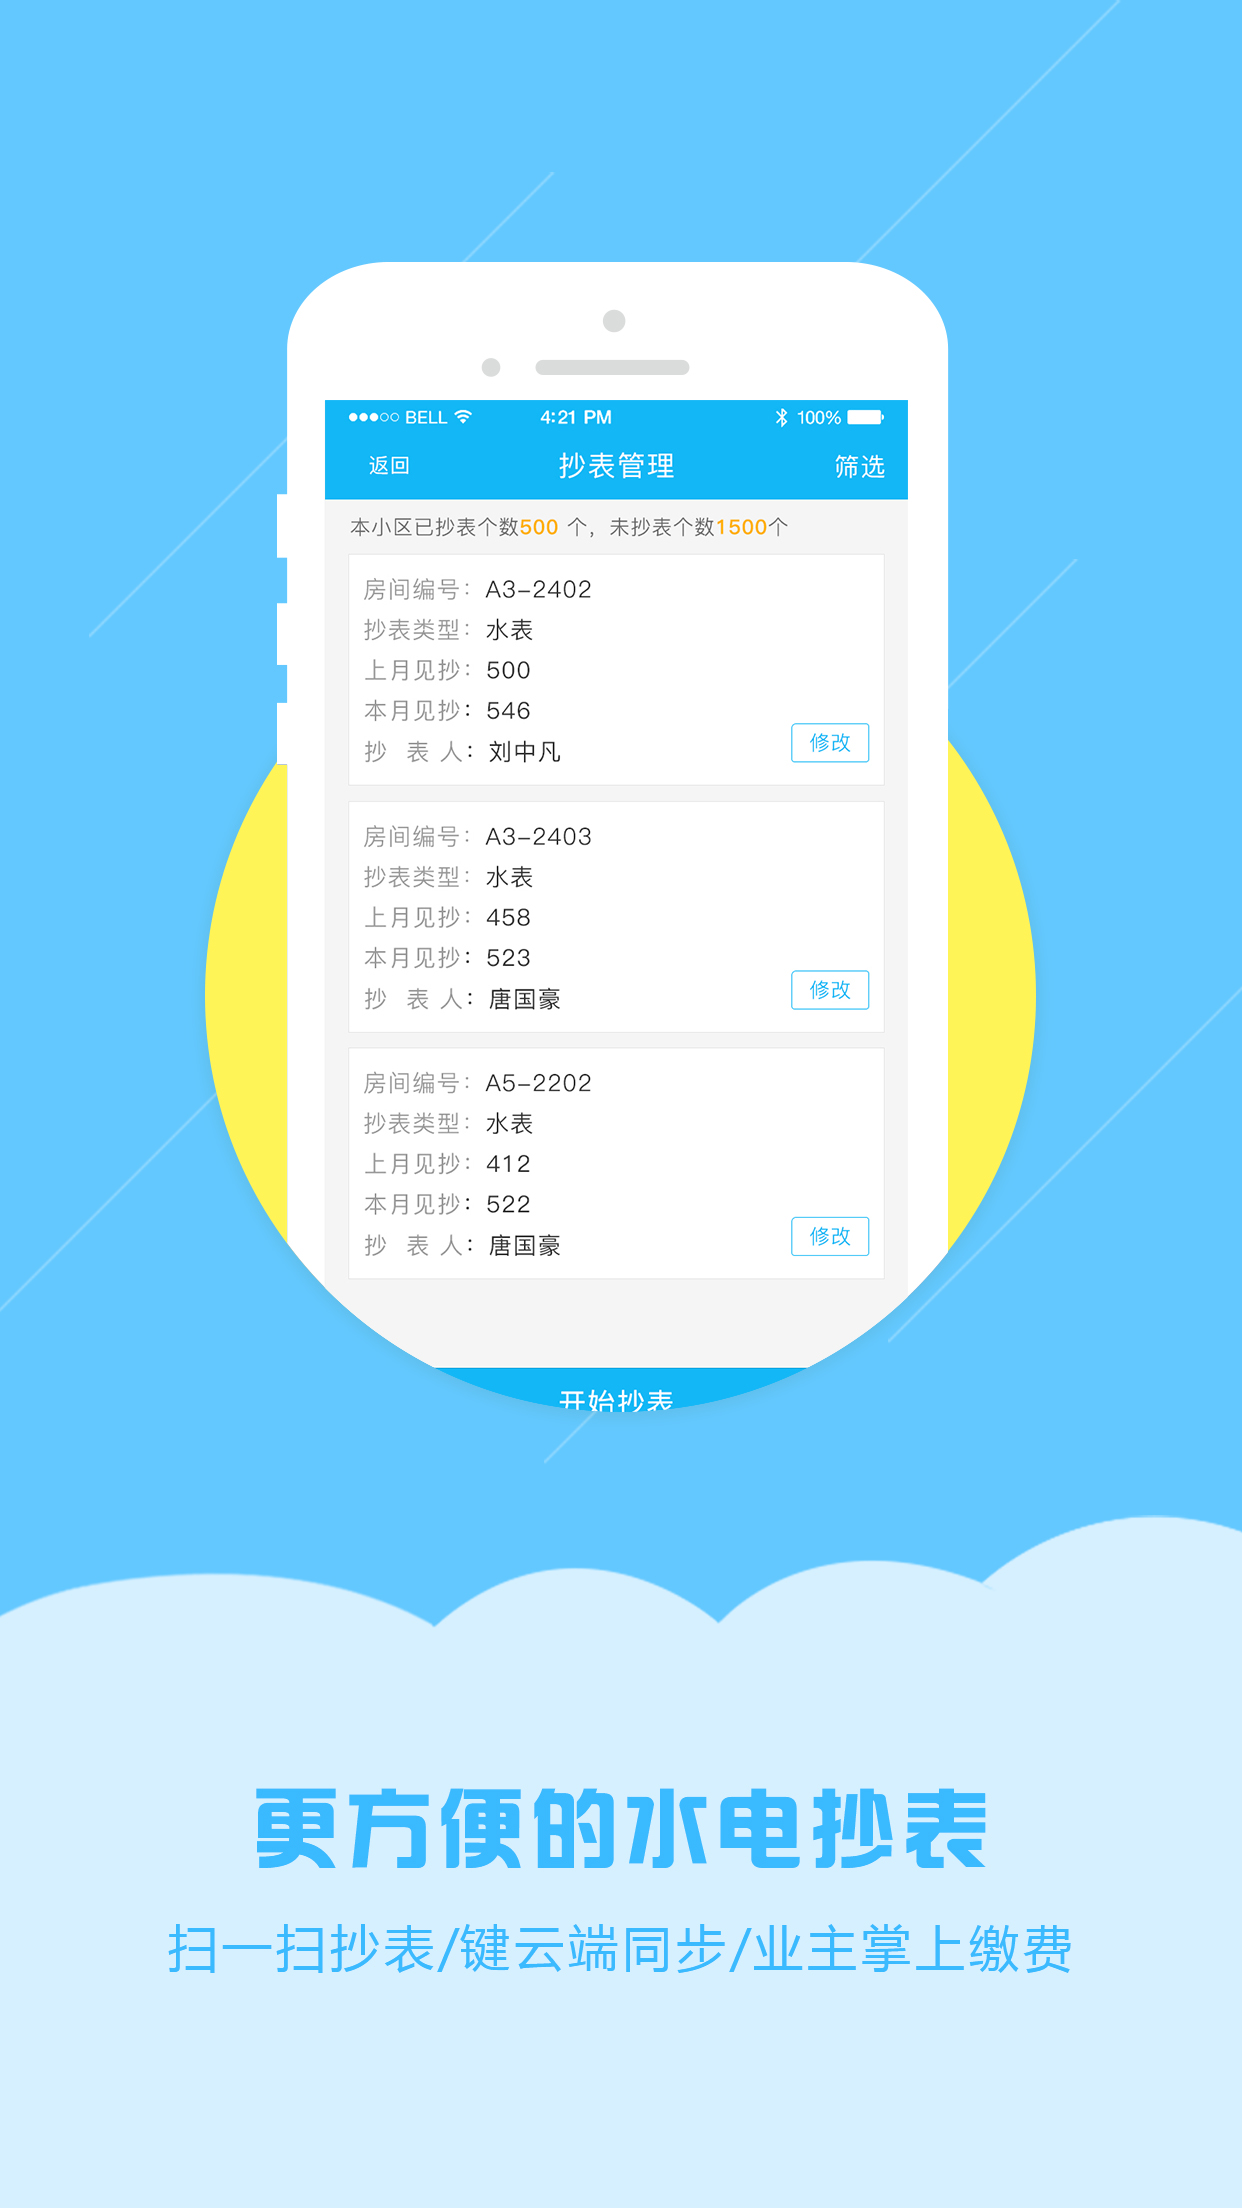 BELL 4:21 PM 100%
返回 抄表管理 筛选
本小区已抄表个数500 个，未抄表个数1500个
房间编号：A3-2402
抄表类型：水表
上月见抄：500
本月见抄：546
抄 表 人：刘中凡
修改
房间编号：A3-2403
抄表类型：水表
上月见抄：458
本月见抄：523
抄 表 人：唐国豪
修改
房间编号：A5-2202
抄表类型：水表
上月见抄：412
本月见抄：522
抄 表 人：唐国豪
修改
开始抄表
更方便的水电抄表
扫一扫抄表/键云端同步/业主掌上缴费